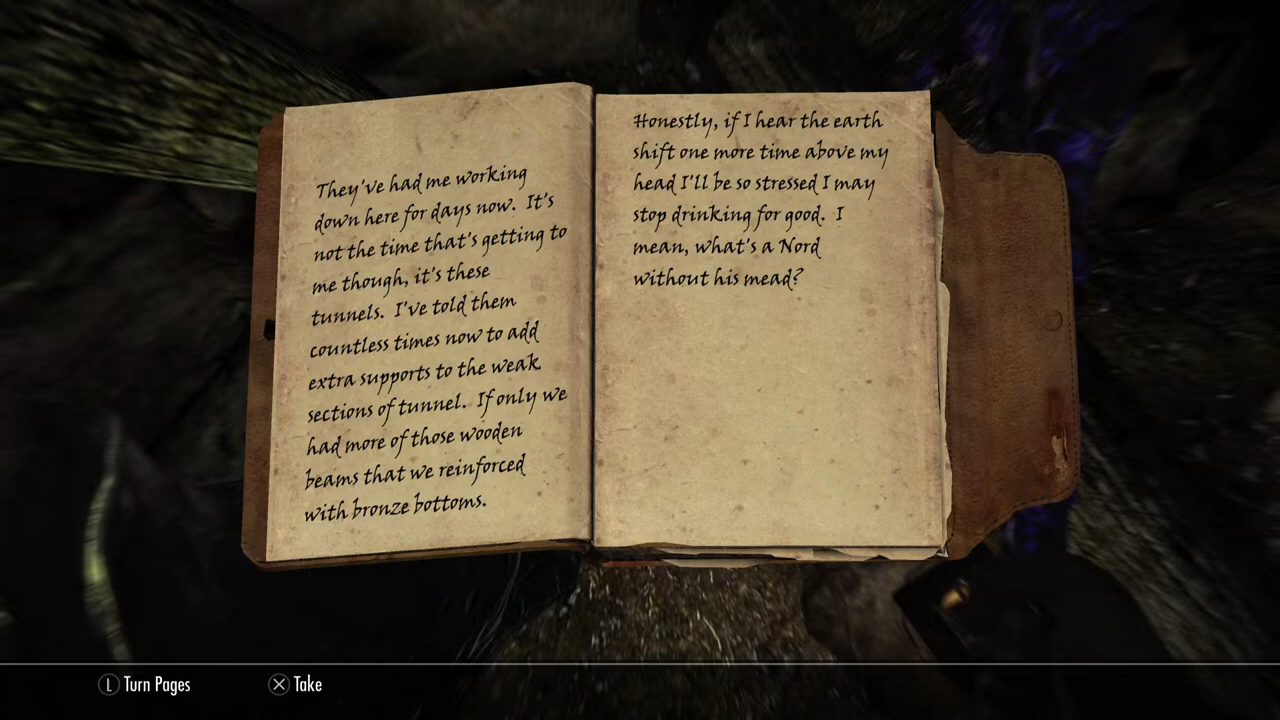 They've had me working
down here for days now. It's
not the time that's getting to
me though, it's these
tunnels. I've told them
countless times now to add
extra supports to the weak
sections of tunnel. If only we
had more of those wooden
beams that we reinforced
with bronze bottoms.
Honestly, if I hear the earth
shift one more time above my
head I'll be so stressed I may
stop drinking for good. I
mean, what's a Nord
without his mead?
L Turn Pages
X Take